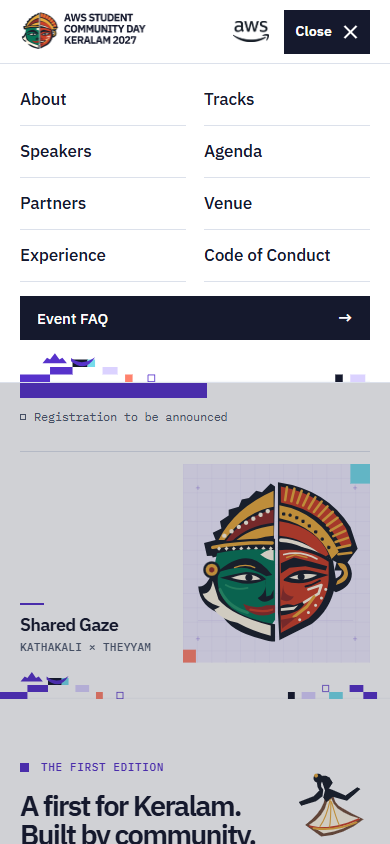 AWS STUDENT
COMMUNITY DAY
KERALAM 2027
aws
Close
About
Tracks
Speakers
Agenda
Partners
Venue
Experience
Code of Conduct
Event FAQ →
Registration to be announced
Shared Gaze
KATHAKALI × THEYYAM
THE FIRST EDITION
A first for Keralam.
Built by community.